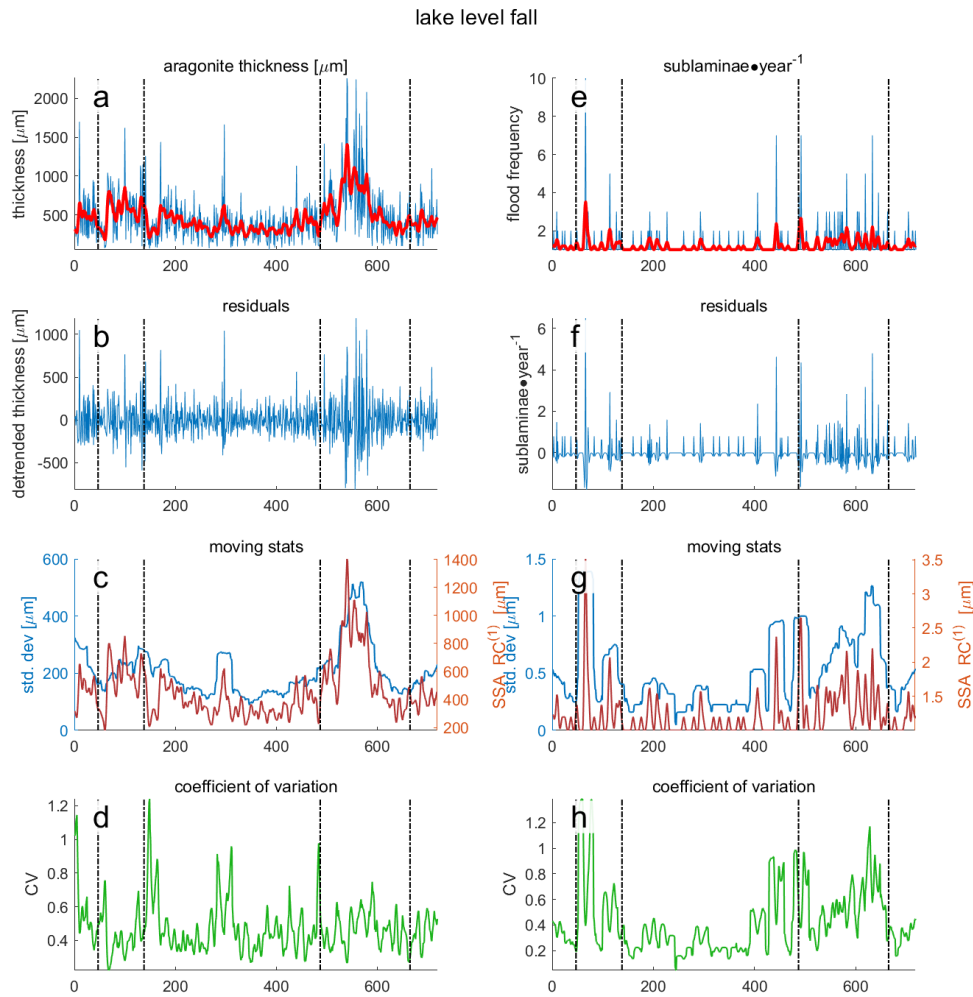 lake level fall
aragonite thickness [μm]
a
thickness [μm]
2000
1500
1000
500
0
200
400
600
sublaminae●year⁻¹
e
flood frequency
10
8
6
4
2
0
200
400
600
residuals
b
detrended thickness [μm]
1000
500
0
-500
0
200
400
600
residuals
f
sublaminae●year⁻¹
6
4
2
0
0
200
400
600
moving stats
c
std. dev [μm]
600
400
200
0
1400
1200
1000
800
600
400
200
SSA RC⁽¹⁾ [μm]
0
200
400
600
moving stats
g
std. dev [μm]
1.5
1
0.5
0
3.5
3
2.5
2
1.5
SSA RC⁽¹⁾ [μm]
0
200
400
600
coefficient of variation
d
CV
1.2
1
0.8
0.6
0.4
0
200
400
600
coefficient of variation
h
CV
1.2
1
0.8
0.6
0.4
0.2
0
200
400
600